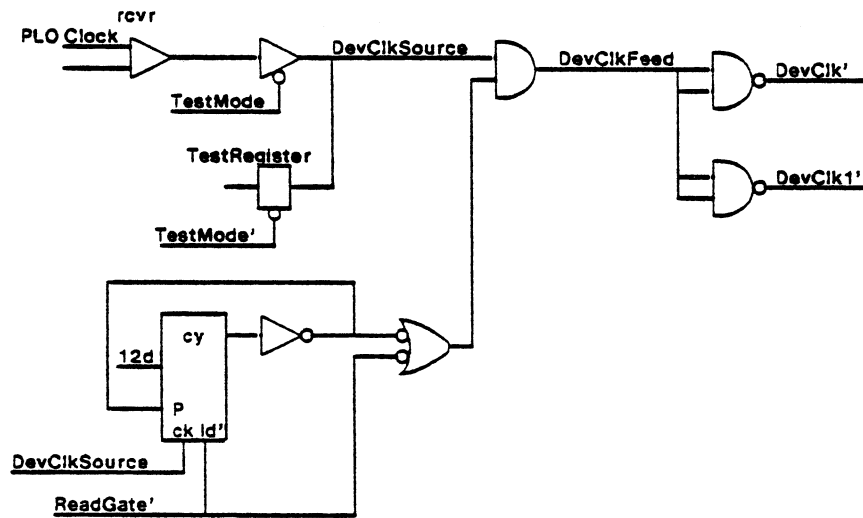 rcvr
PLO Clock
DevClkSource
DevClkFeed
DevClk'
TestMode
TestRegister
DevClk1'
TestMode'
cy
12d
P
ck ld'
DevClkSource
ReadGate'